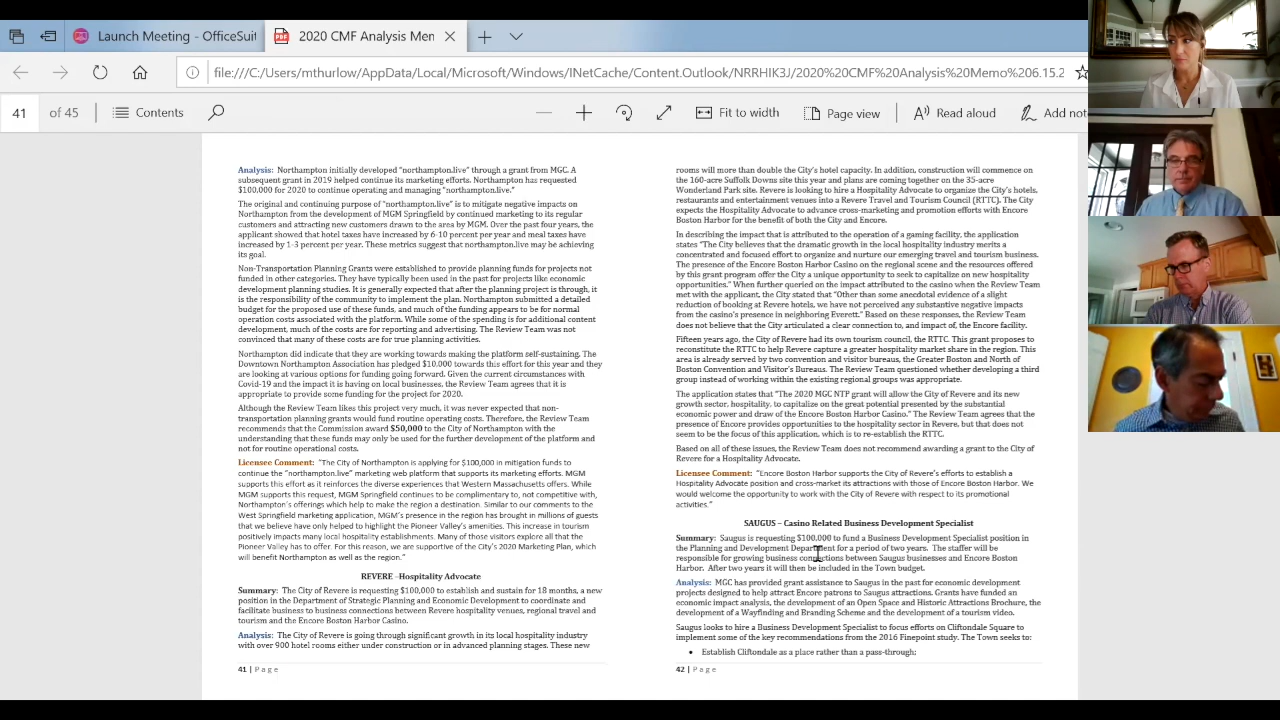 Launch Meeting - OfficeSuit
2020 CMF Analysis Men
file:///C:/Users/mthurlow/AppData/Local/Microsoft/Windows/INetCache/Content.Outlook/NRRHIK3J/2020%20CMF%20Analysis%20Memo%206.15.2
41 of 45
Contents
Fit to width
Page view
Read aloud
Add note
Analysis: Northampton initially developed "northampton.live" through a grant from MGC. A
subsequent grant in 2019 helped continue its marketing efforts. Northampton has requested
$100,000 for 2020 to continue operating and managing "northampton.live."
The original and continuing purpose of "northampton.live" is to mitigate negative impacts on
Northampton from the development of MGM Springfield by continued marketing to its regular
customers and attracting new customers drawn to the area by MGM. Over the past four years, the
applicant showed that hotel taxes have increased by 6-10 percent per year and meal taxes have
increased by 1-3 percent per year. These metrics suggest that northampton.live may be achieving
its goal.
Non-Transportation Planning Grants were established to provide planning funds for projects not
funded in other categories. They have typically been used in the past for projects like economic
development planning studies. It is generally expected that after the planning project is through, it
is the responsibility of the community to implement the plan. Northampton submitted a detailed
budget for the proposed use of these funds, and much of the funding appears to be for normal
operation costs associated with the platform. While some of the spending is for additional content
development, much of the costs are for reporting and advertising. The Review Team was not
convinced that many of these costs are for true planning activities.
Northampton did indicate that they are working towards making the platform self-sustaining. The
Downtown Northampton Association has pledged $10,000 towards this effort for this year and they
are looking at various options for funding going forward. Given the current circumstances with
Covid-19 and the impact it is having on local businesses, the Review Team agrees that it is
appropriate to provide some funding for the project for 2020.
Although the Review Team likes this project very much, it was never expected that non-
transportation planning grants would fund routine operating costs. Therefore, the Review Team
recommends that the Commission award $50,000 to the City of Northampton with the
understanding that these funds may only be used for the further development of the platform and
not for routine operational costs.
Licensee Comment: "The City of Northampton is applying for $100,000 in mitigation funds to
continue the "northampton.live" marketing web platform that supports its marketing efforts. MGM
supports this effort as it reinforces the diverse experiences that Western Massachusetts offers. While
MGM supports this request, MGM Springfield continues to be complimentary to, not competitive with,
Northampton's offerings which help to make the region a destination. Similar to our comments to the
West Springfield marketing application, MGM's presence in the region has brought in millions of guests
that we believe have only helped to highlight the Pioneer Valley's amenities. This increase in tourism
positively impacts many local hospitality establishments. Many of those visitors explore all that the
Pioneer Valley has to offer. For this reason, we are supportive of the City's 2020 Marketing Plan, which
will benefit Northampton as well as the region."
REVERE –Hospitality Advocate
Summary: The City of Revere is requesting $100,000 to establish and sustain for 18 months, a new
position in the Department of Strategic Planning and Economic Development to coordinate and
facilitate business to business connections between Revere hospitality venues, regional travel and
tourism and the Encore Boston Harbor Casino.
Analysis: The City of Revere is going through significant growth in its local hospitality industry
with over 900 hotel rooms either under construction or in advanced planning stages. These new
41 | Page
rooms will more than double the City's hotel capacity. In addition, construction will commence on
the 160-acre Suffolk Downs site this year and plans are coming together on the 35-acre
Wonderland Park site. Revere is looking to hire a Hospitality Advocate to organize the City's hotels,
restaurants and entertainment venues into a Revere Travel and Tourism Council (RTTC). The City
expects the Hospitality Advocate to advance cross-marketing and promotion efforts with Encore
Boston Harbor for the benefit of both the City and Encore.
In describing the impact that is attributed to the operation of a gaming facility, the application
states "The City believes that the dramatic growth in the local hospitality industry merits a
concentrated and focused effort to organize and nurture our emerging travel and tourism business.
The presence of the Encore Boston Harbor Casino on the regional scene and the resources offered
by this grant program offer the City a unique opportunity to seek to capitalize on new hospitality
opportunities." When further queried on the impact attributed to the casino when the Review Team
met with the applicant, the City stated that "Other than some anecdotal evidence of a slight
reduction of booking at Revere hotels, we have not perceived any substantive negative impacts
from the casino's presence in neighboring Everett." Based on these responses, the Review Team
does not believe that the City articulated a clear connection to, and impact of, the Encore facility.
Fifteen years ago, the City of Revere had its own tourism council, the RTTC. This grant proposes to
reconstitute the RTTC to help Revere capture a greater hospitality market share in the region. This
area is already served by two convention and visitor bureaus, the Greater Boston and North of
Boston Convention and Visitor's Bureaus. The Review Team questioned whether developing a third
group instead of working within the existing regional groups was appropriate.
The application states that "The 2020 MGC NTP grant will allow the City of Revere and its new
growth sector, hospitality, to capitalize on the great potential presented by the substantial
economic power and draw of the Encore Boston Harbor Casino." The Review Team agrees that the
presence of Encore provides opportunities to the hospitality sector in Revere, but that does not
seem to be the focus of this application, which is to re-establish the RTTC.
Based on all of these issues, the Review Team does not recommend awarding a grant to the City of
Revere for a Hospitality Advocate.
Licensee Comment: "Encore Boston Harbor supports the City of Revere's efforts to establish a
Hospitality Advocate position and cross-market its attractions with those of Encore Boston Harbor. We
would welcome the opportunity to work with the City of Revere with respect to its promotional
activities."
SAUGUS – Casino Related Business Development Specialist
Summary: Saugus is requesting $100,000 to fund a Business Development Specialist position in
the Planning and Development Department for a period of two years. The staffer will be
responsible for growing business connections between Saugus businesses and Encore Boston
Harbor. After two years it will then be included in the Town budget.
Analysis: MGC has provided grant assistance to Saugus in the past for economic development
projects designed to help attract Encore patrons to Saugus attractions. Grants have funded an
economic impact analysis, the development of an Open Space and Historic Attractions Brochure, the
development of a Wayfinding and Branding Scheme and the development of a tourism video.
Saugus looks to hire a Business Development Specialist to focus efforts on Cliftondale Square to
implement some of the key recommendations from the 2016 Finepoint study. The Town seeks to:
• Establish Cliftondale as a place rather than a pass-through:
42 | Page